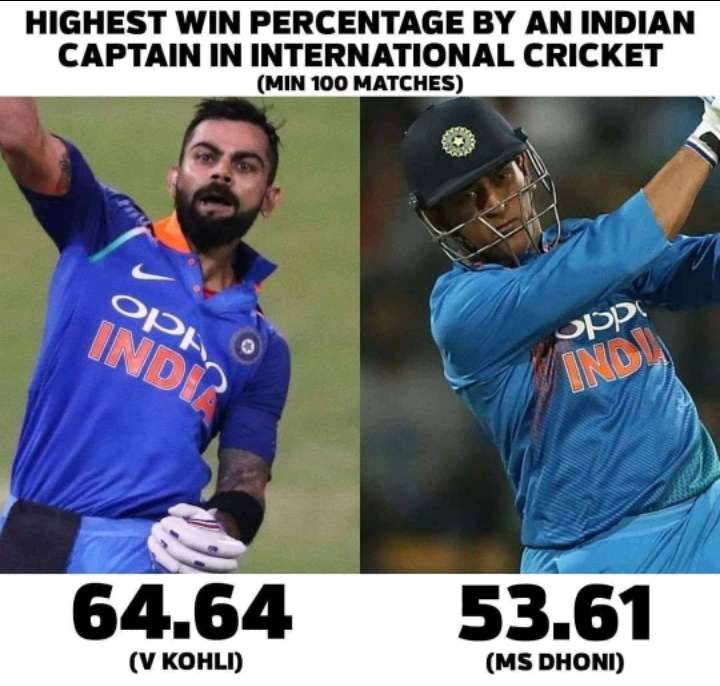 HIGHEST WIN PERCENTAGE BY AN INDIAN
CAPTAIN IN INTERNATIONAL CRICKET
(MIN 100 MATCHES)
OPPO
INDIA
OPPO
INDIA
64.64
(V KOHLI)
53.61
(MS DHONI)